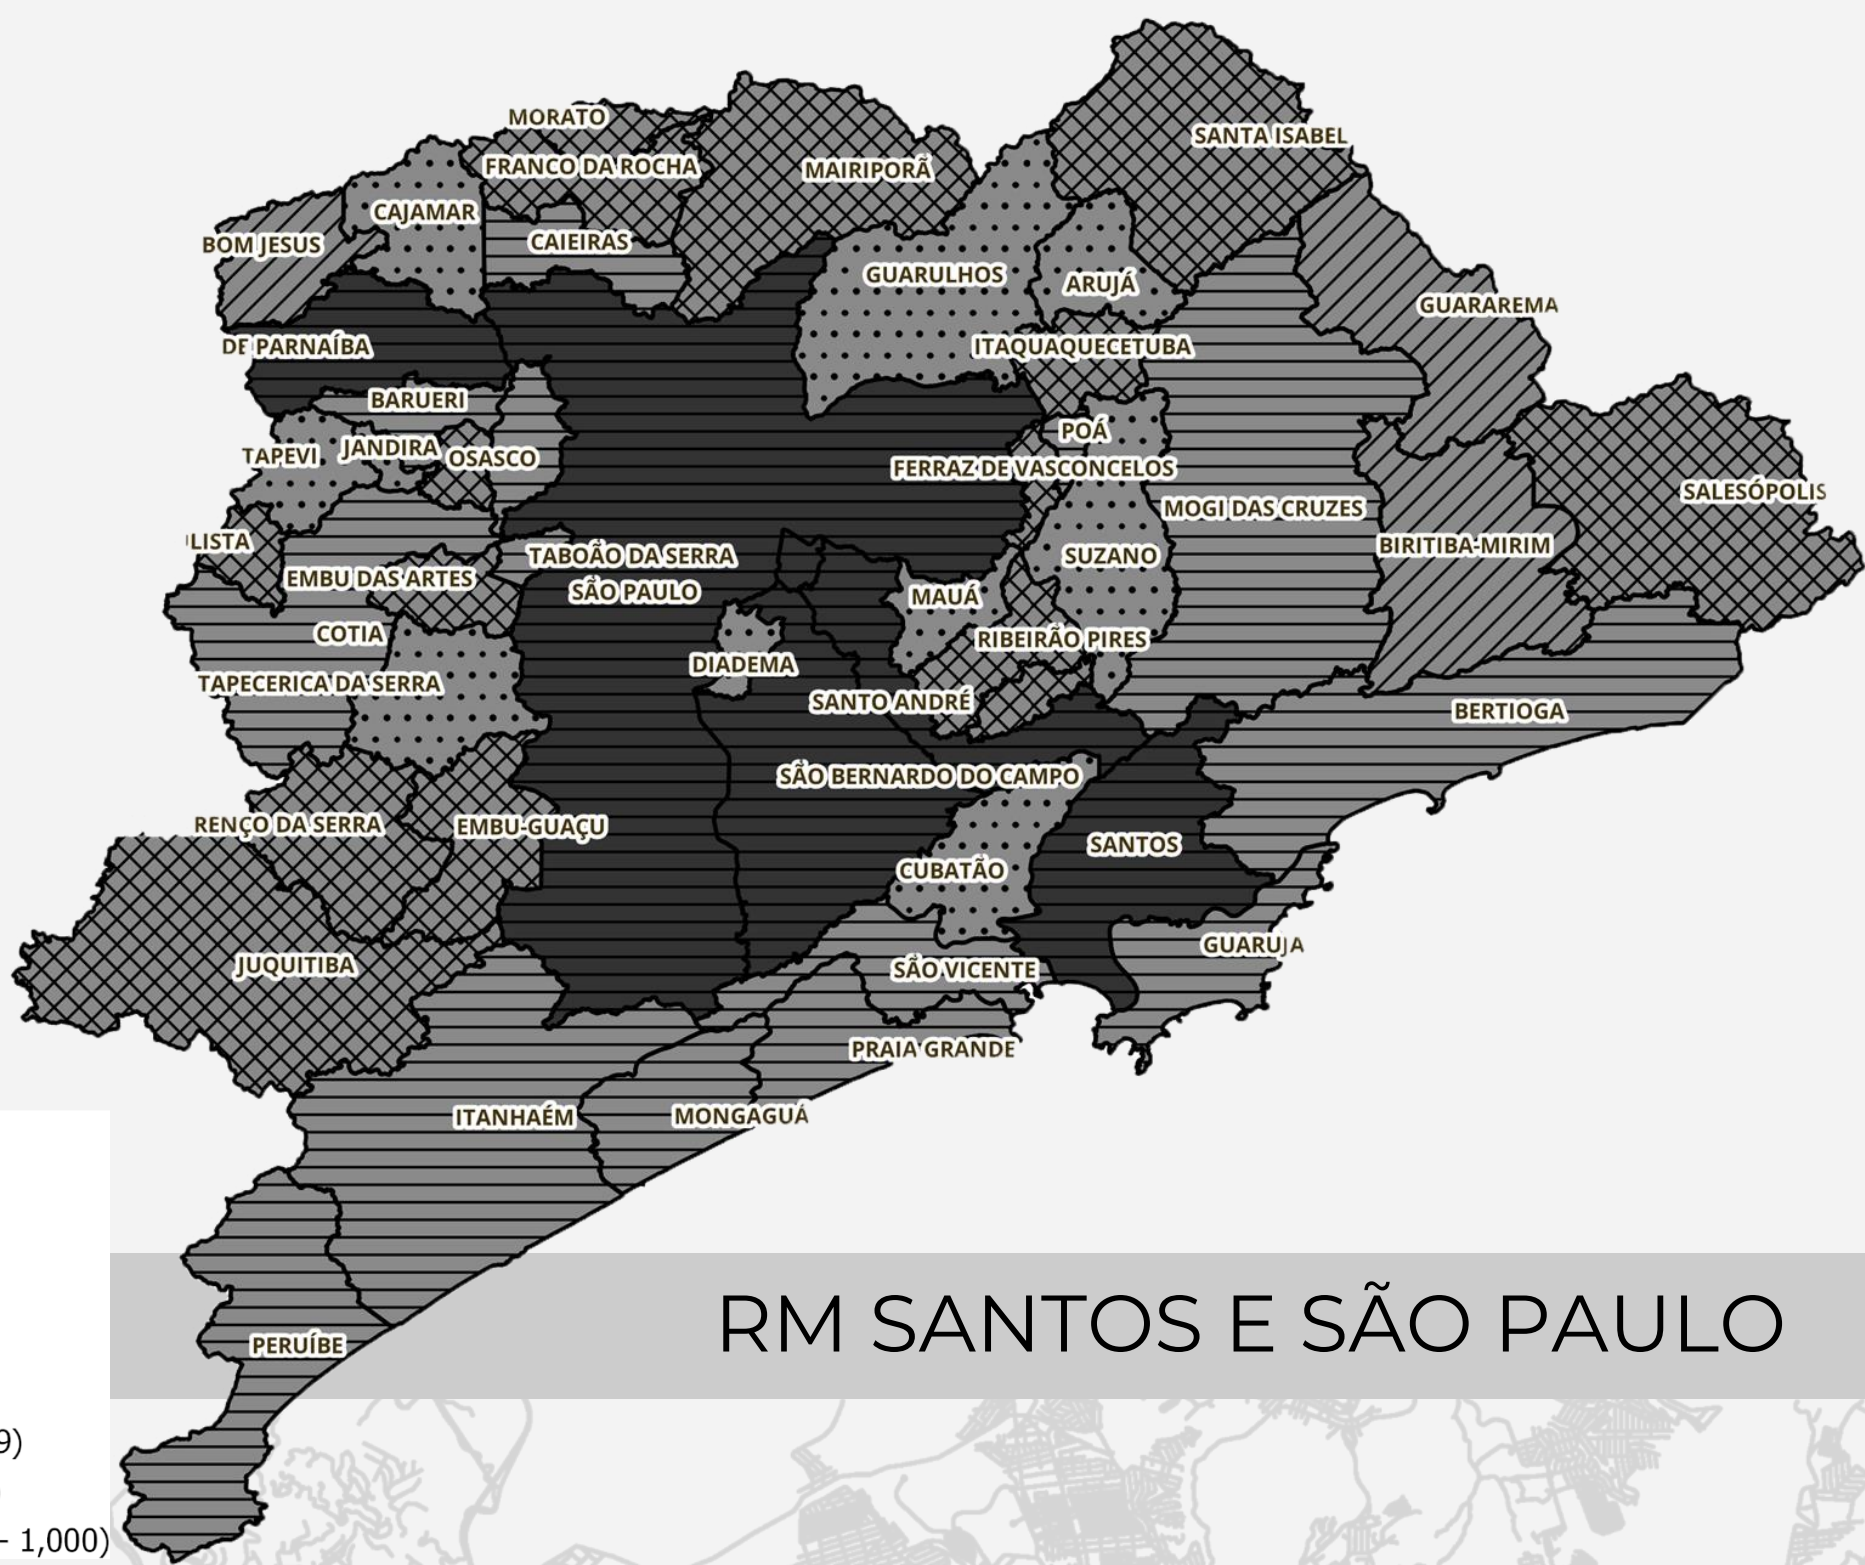 MORATO
SANTA ISABEL
FRANCO DA ROCHA
MAIRIPORÃ
CAJAMAR
BOM JESUS
CAIEIRAS
GUARULHOS
ARUJÁ
GUARAREMA
DE PARNAÍBA
ITAQUAQUECETUBA
BARUERI
POÁ
JANDIRA
TAPEVI
OSASCO
FERRAZ DE VASCONCELOS
SALESÓPOLIS
MOGI DAS CRUZES
LISTA
BIRITIBA-MIRIM
TABOÃO DA SERRA
SUZANO
EMBU DAS ARTES
SÃO PAULO
MAUÁ
COTIA
RIBEIRÃO PIRES
DIADEMA
TAPECERICA DA SERRA
SANTO ANDRÉ
BERTIOGA
SÃO BERNARDO DO CAMPO
RENÇO DA SERRA
EMBU-GUAÇU
SANTOS
CUBATÃO
GUARUJA
JUQUITIBA
SÃO VICENTE
PRAIA GRANDE
ITANHAÉM
MONGAGUÁ
RM SANTOS E SÃO PAULO
PERUÍBE
9)
- 1,000)